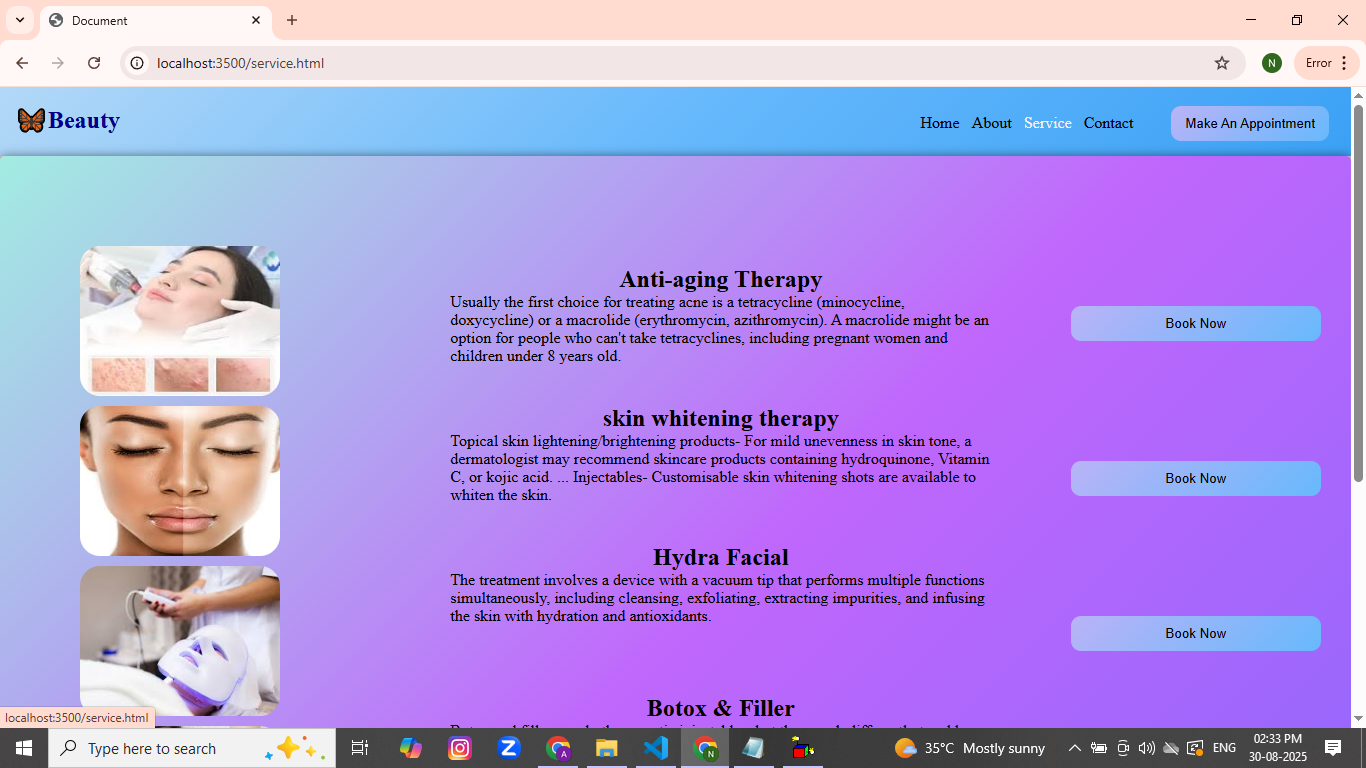 Document
localhost:3500/service.html
N
Error
Beauty
Home About Service Contact Make An Appointment
Anti-aging Therapy
Usually the first choice for treating acne is a tetracycline (minocycline,
doxycycline) or a macrolide (erythromycin, azithromycin). A macrolide might be an
option for people who can't take tetracyclines, including pregnant women and
children under 8 years old.
Book Now
skin whitening therapy
Topical skin lightening/brightening products- For mild unevenness in skin tone, a
dermatologist may recommend skincare products containing hydroquinone, Vitamin
C, or kojic acid. ... Injectables- Customisable skin whitening shots are available to
whiten the skin.
Book Now
Hydra Facial
The treatment involves a device with a vacuum tip that performs multiple functions
simultaneously, including cleansing, exfoliating, extracting impurities, and infusing
the skin with hydration and antioxidants.
Book Now
Botox & Filler
localhost:3500/service.html
Type here to search
A
N
35°C Mostly sunny
ENG
02:33 PM
30-08-2025